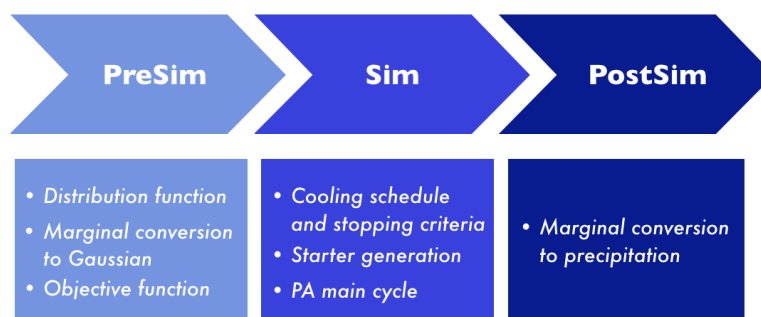 PreSim
Sim
PostSim
• Distribution function
• Marginal conversion
to Gaussian
• Objective function
• Cooling schedule
and stopping criteria
• Starter generation
• PA main cycle
• Marginal conversion
to precipitation